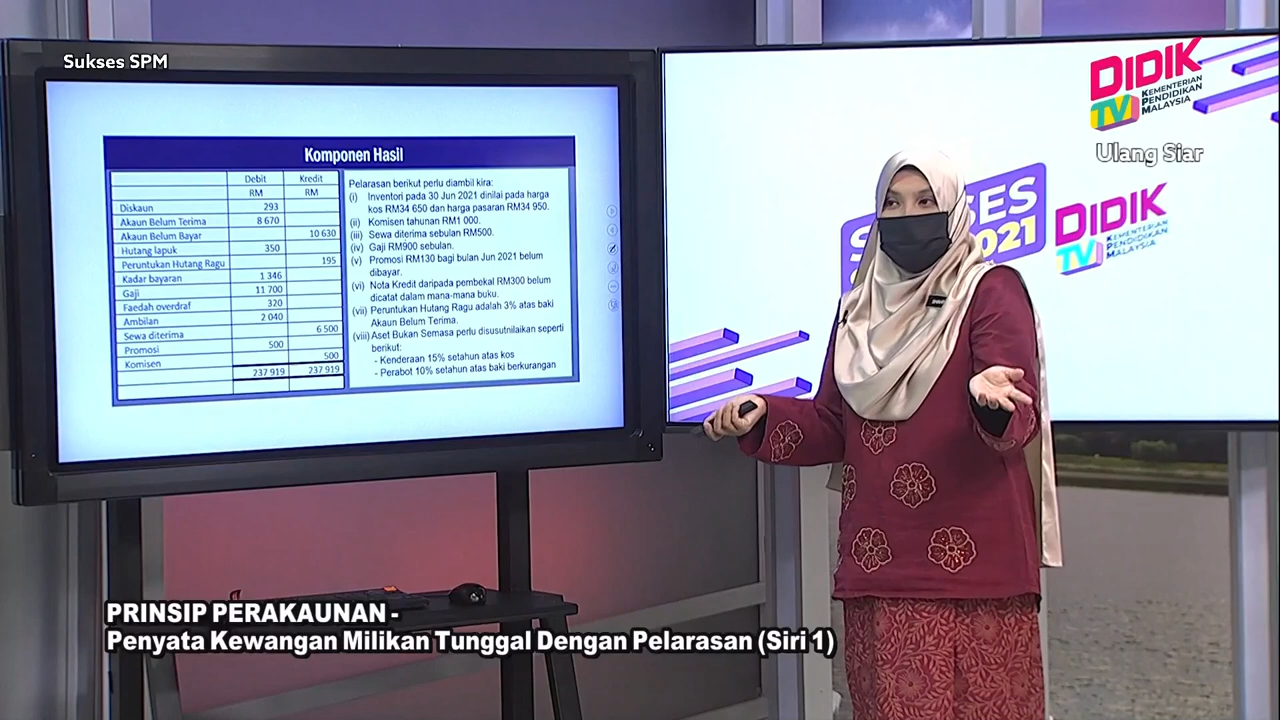 Sukses SPM
DIDIK
TV KEMENTERIAN
PENDIDIKAN
MALAYSIA
Ulang Siar
Komponen Hasil
Debit Kredit
RM RM
Diskaun 293
Akaun Belum Terima 8 670
Akaun Belum Bayar 10 630
Hutang lapuk 350
Peruntukan Hutang Ragu 195
Kadar bayaran 1 346
Gaji 11 700
Faedah overdraf 320
Ambilan 2 040
Sewa diterima 6 500
Promosi 500
Komisen 500
237 919 237 919
Pelarasan berikut perlu diambil kira:
(i) Inventori pada 30 Jun 2021 dinilai pada harga
kos RM34 650 dan harga pasaran RM34 950.
(ii) Komisen tahunan RM1 000.
(iii) Sewa diterima sebulan RM500.
(iv) Gaji RM900 sebulan.
(v) Promosi RM130 bagi bulan Jun 2021 belum
dibayar.
(vi) Nota Kredit daripada pembekal RM300 belum
dicatat dalam mana-mana buku.
(vii) Peruntukan Hutang Ragu adalah 3% atas baki
Akaun Belum Terima.
(viii) Aset Bukan Semasa perlu disusutnilaikan seperti
berikut:
- Kenderaan 15% setahun atas kos
- Perabot 10% setahun atas baki berkurangan
DIDIK
TV KEMENTERIAN
PENDIDIKAN
MALAYSIA
PRINSIP PERAKAUNAN -
Penyata Kewangan Milikan Tunggal Dengan Pelarasan (Siri 1)